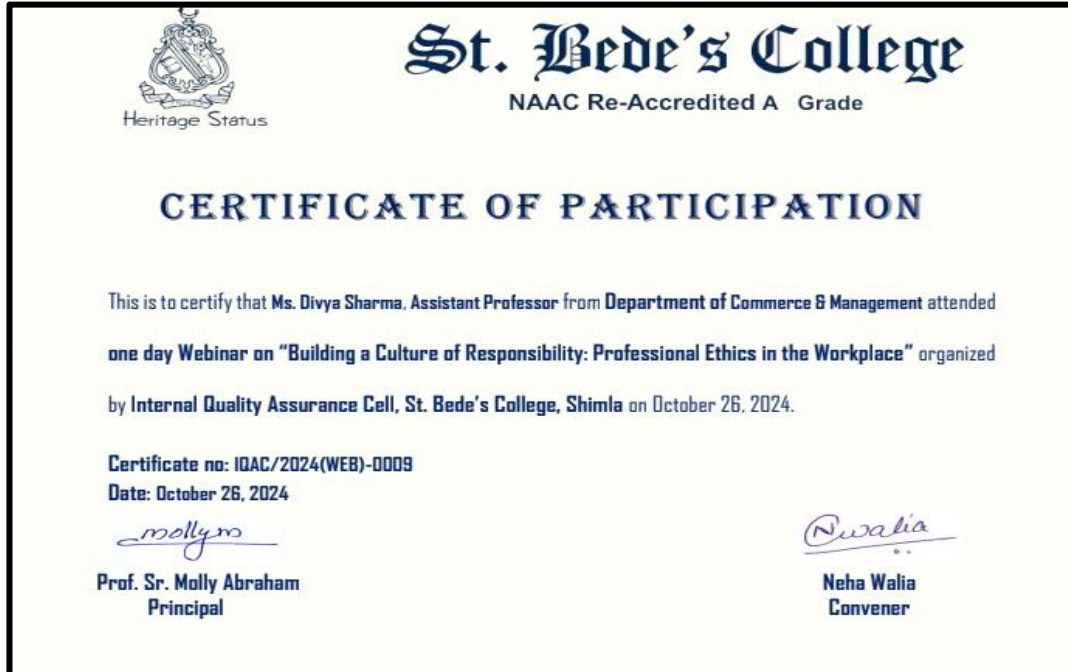 St. Bede's College
NAAC Re-Accredited A Grade
Heritage Status
CERTIFICATE OF PARTICIPATION
This is to certify that Ms. Divya Sharma, Assistant Professor from Department of Commerce & Management attended
one day Webinar on “Building a Culture of Responsibility: Professional Ethics in the Workplace” organized
by Internal Quality Assurance Cell, St. Bede's College, Shimla on October 26, 2024.
Certificate no: IQAC/2024(WEB)-0009
Date: October 26, 2024
mollym
Nwalia
Prof. Sr. Molly Abraham
Neha Walia
Principal
Convener